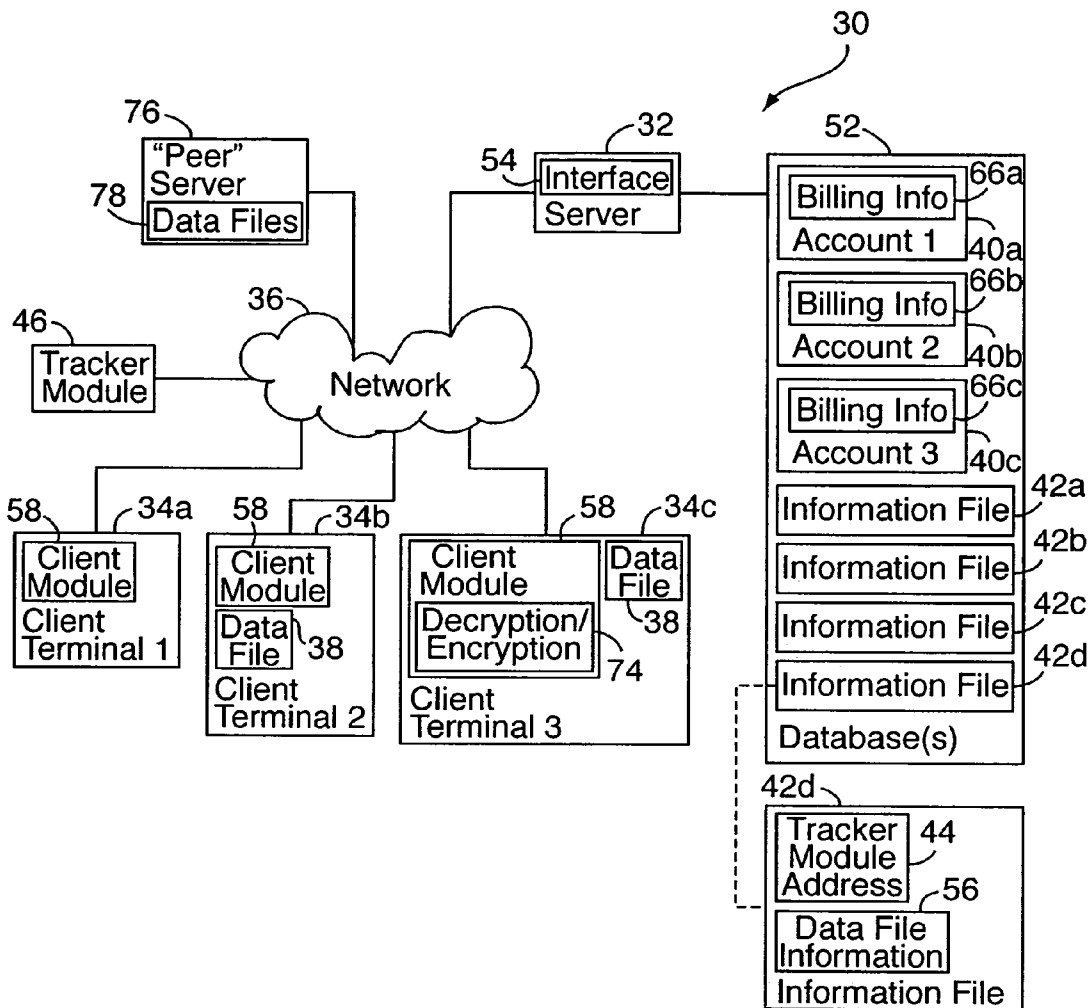 30
76
"Peer"
Server
78
Data Files
32
54
Interface
Server
52
66a
Billing Info
Account 1
40a
66b
Billing Info
Account 2
40b
66c
Billing Info
Account 3
40c
42a
Information File
42b
Information File
42c
Information File
42d
Information File
Database(s)
36
Network
46
Tracker
Module
58
34a
Client
Module
Client
Terminal 1
58
34b
Client
Module
Data
File
38
Client
Terminal 2
58
34c
Client
Module
Decryption/
Encryption
74
Data
File
38
Client
Terminal 3
42d
Tracker
Module
Address
44
56
Data File
Information
Information File